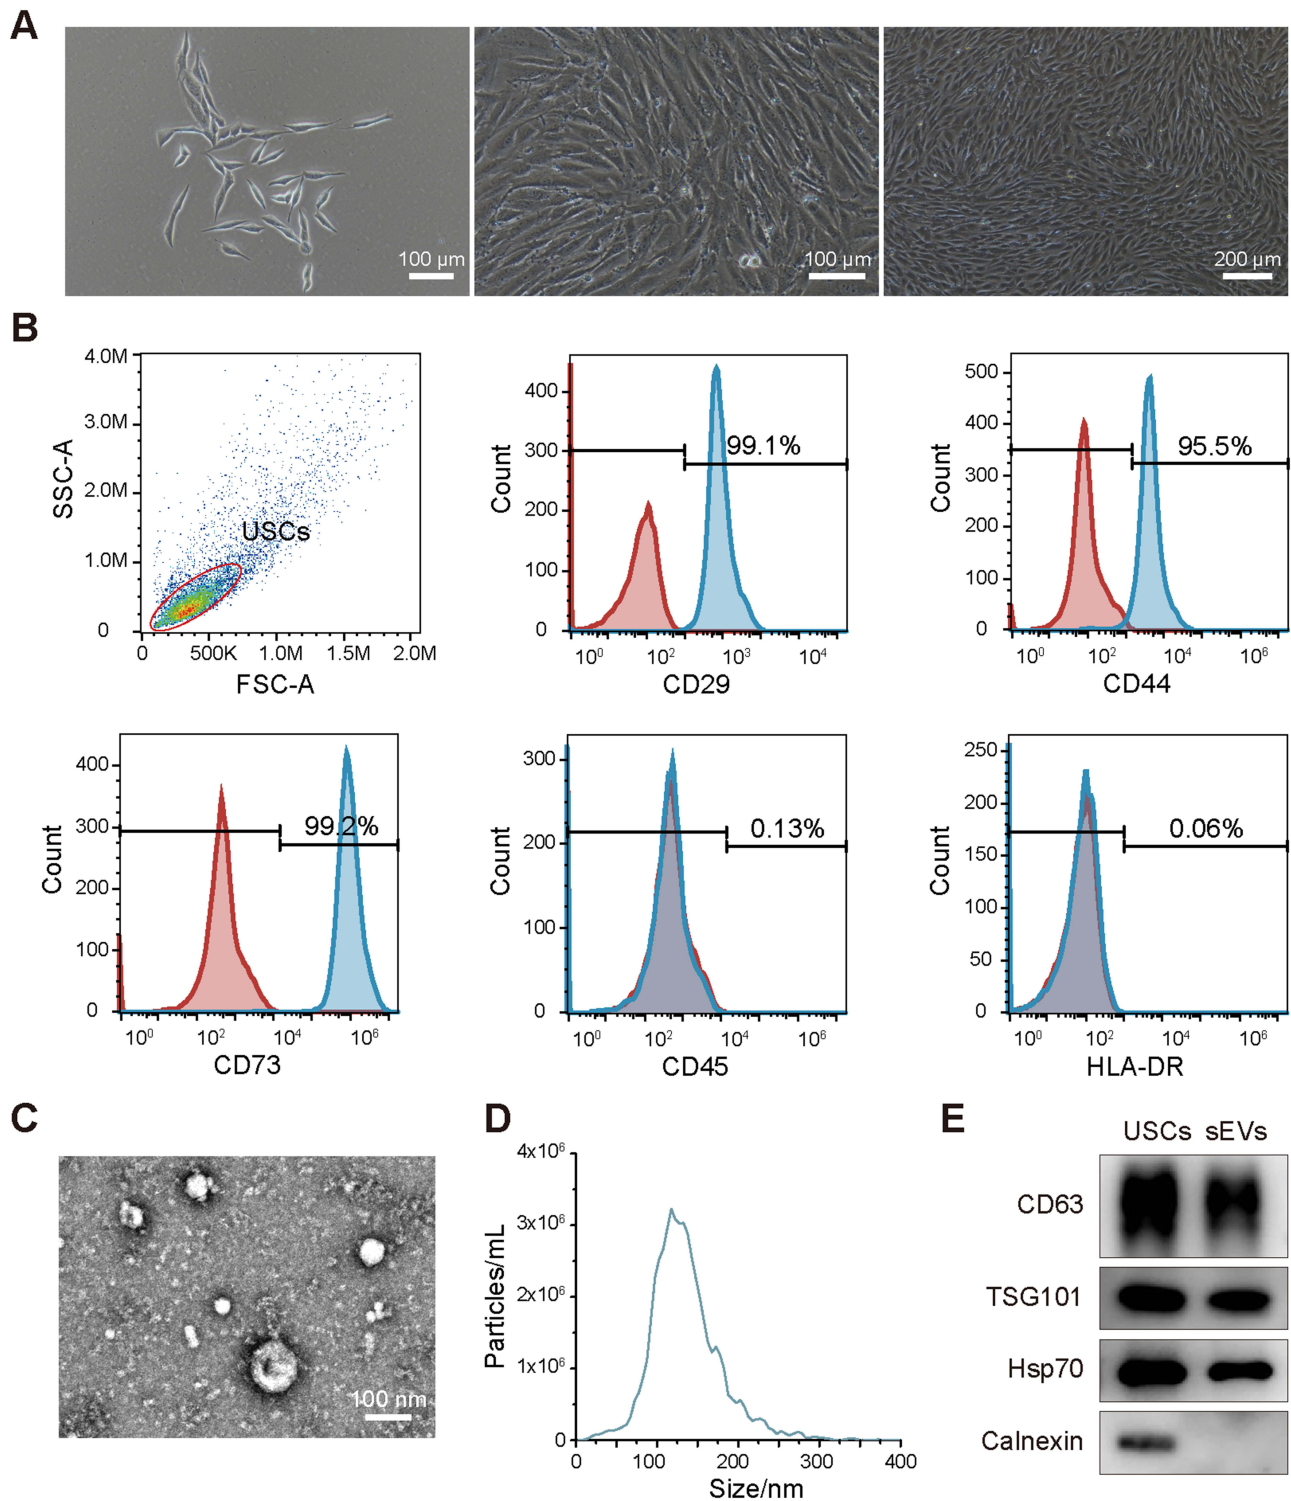 A
100 µm
100 µm
200 µm
B
4.0M
3.0M
2.0M
1.0M
0
SSC-A
USCs
0 500K 1.0M 1.5M 2.0M
FSC-A
400
300
200
100
0
Count
99.1%
10⁰ 10² 10³ 10⁴
CD29
500
400
300
200
100
0
Count
95.5%
10⁰ 10² 10⁴ 10⁶
CD44
400
300
200
100
0
Count
99.2%
10⁰ 10² 10⁴ 10⁶
CD73
300
200
100
0
Count
0.13%
10⁰ 10² 10⁴ 10⁶
CD45
250
200
150
100
50
0
Count
0.06%
10⁰ 10² 10⁴ 10⁶
HLA-DR
C
100 nm
D
4x10⁶
3x10⁶
2x10⁶
1x10⁶
0
Particles/mL
0 100 200 300 400
Size/nm
E
USCs sEVs
CD63
TSG101
Hsp70
Calnexin